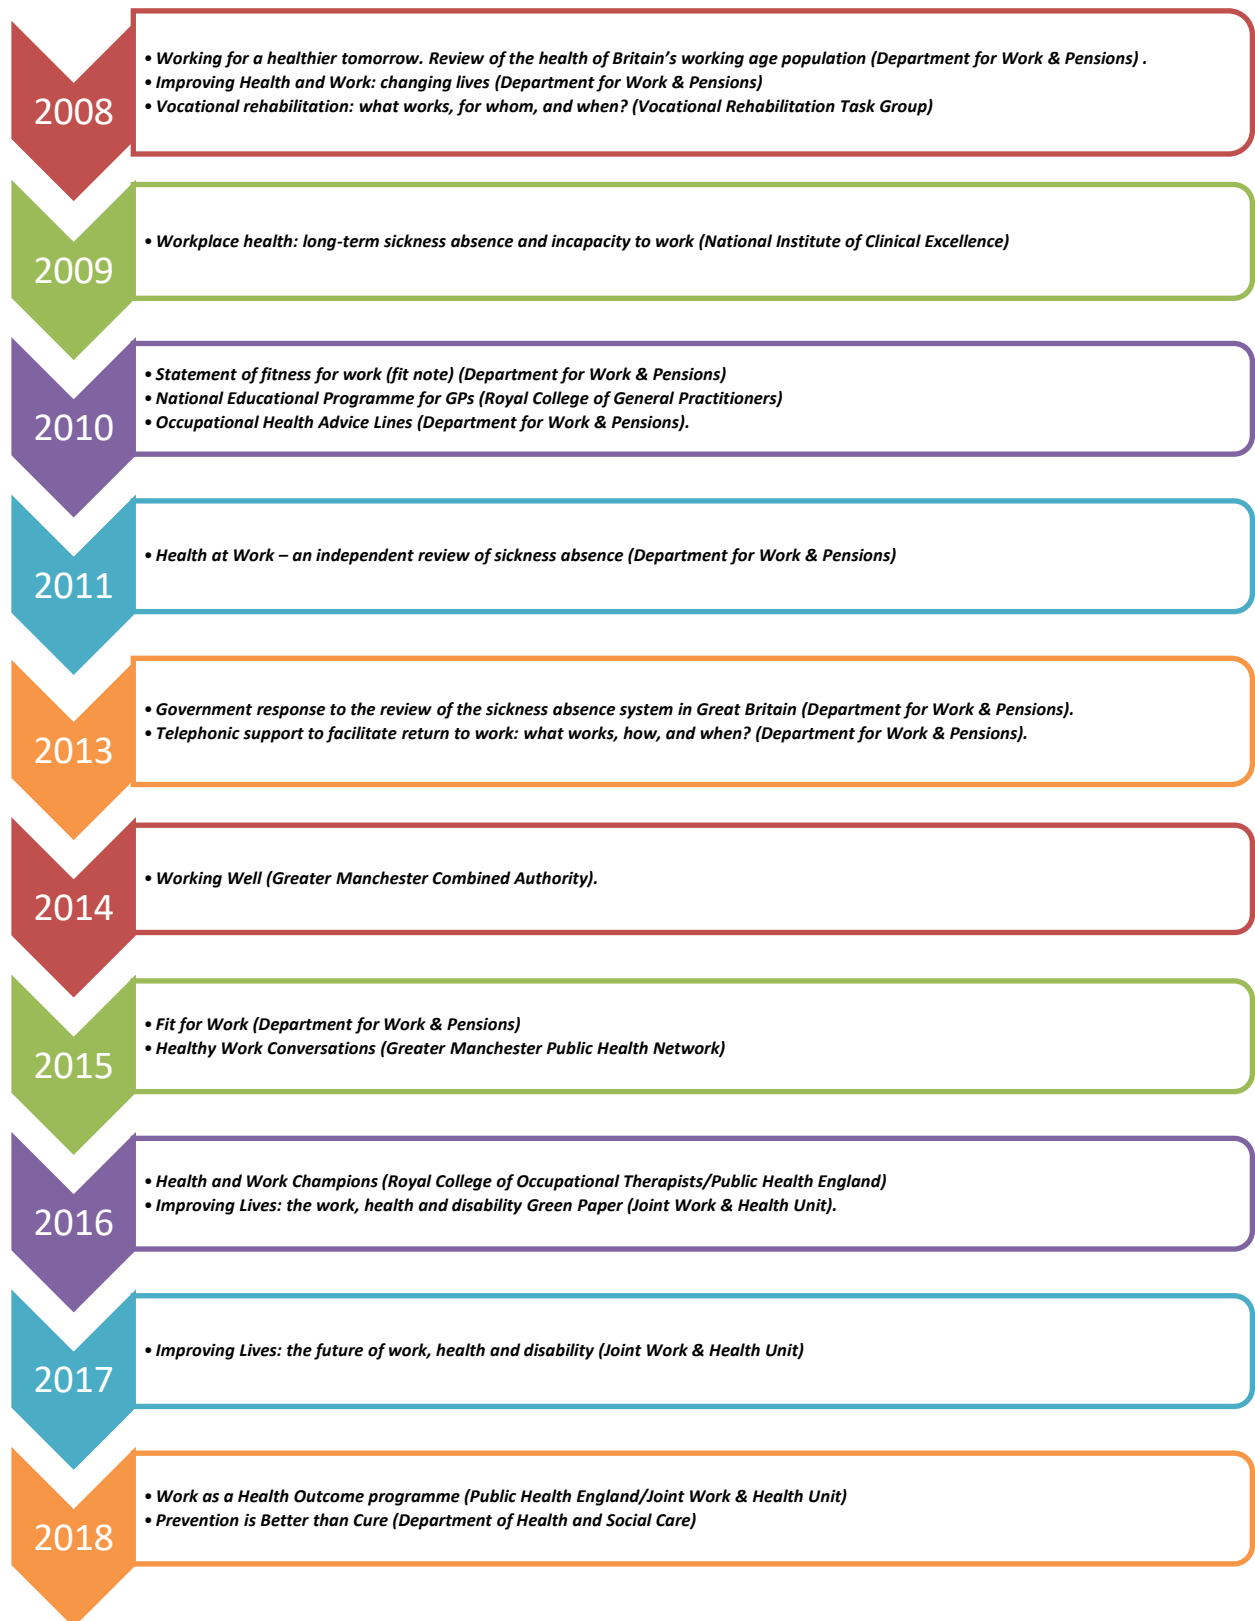 2008
• Working for a healthier tomorrow. Review of the health of Britain’s working age population (Department for Work & Pensions) .
• Improving Health and Work: changing lives (Department for Work & Pensions)
• Vocational rehabilitation: what works, for whom, and when? (Vocational Rehabilitation Task Group)
2009
• Workplace health: long-term sickness absence and incapacity to work (National Institute of Clinical Excellence)
2010
• Statement of fitness for work (fit note) (Department for Work & Pensions)
• National Educational Programme for GPs (Royal College of General Practitioners)
• Occupational Health Advice Lines (Department for Work & Pensions).
2011
• Health at Work – an independent review of sickness absence (Department for Work & Pensions)
2013
• Government response to the review of the sickness absence system in Great Britain (Department for Work & Pensions).
• Telephonic support to facilitate return to work: what works, how, and when? (Department for Work & Pensions).
2014
• Working Well (Greater Manchester Combined Authority).
2015
• Fit for Work (Department for Work & Pensions)
• Healthy Work Conversations (Greater Manchester Public Health Network)
2016
• Health and Work Champions (Royal College of Occupational Therapists/Public Health England)
• Improving Lives: the work, health and disability Green Paper (Joint Work & Health Unit).
2017
• Improving Lives: the future of work, health and disability (Joint Work & Health Unit)
2018
• Work as a Health Outcome programme (Public Health England/Joint Work & Health Unit)
• Prevention is Better than Cure (Department of Health and Social Care)